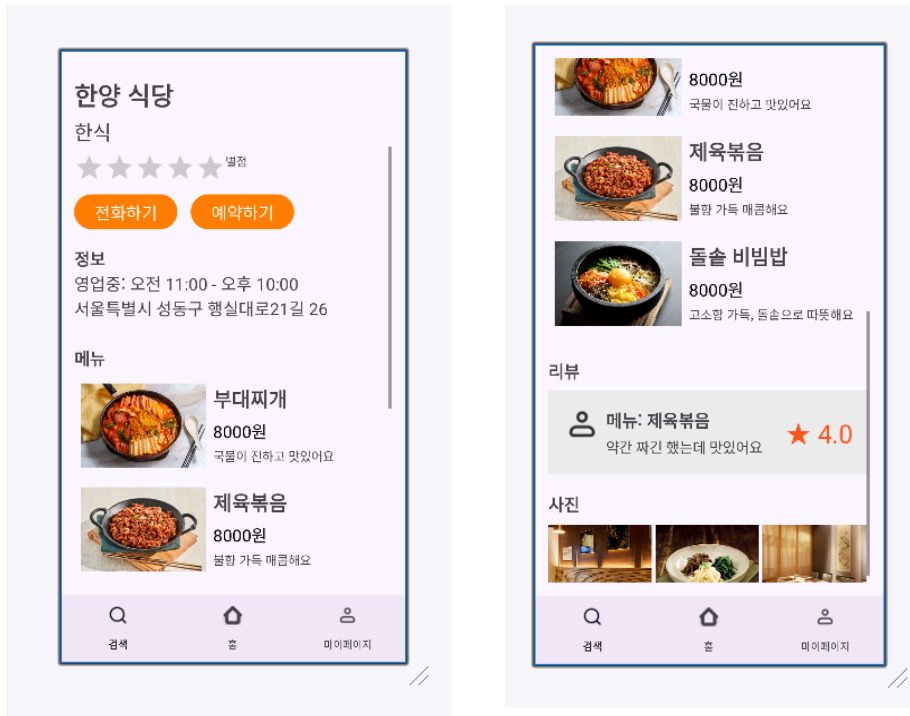 한양 식당
한식
별점
전화하기 예약하기
정보
영업중: 오전 11:00 - 오후 10:00
서울특별시 성동구 행실대로21길 26
메뉴
부대찌개
8000원
국물이 진하고 맛있어요
제육볶음
8000원
불향 가득 매콤해요
검색 홈 미이페이지
8000원
국물이 진하고 맛있어요
제육볶음
8000원
불향 가득 매콤해요
돌솥 비빔밥
8000원
고소함 가득, 돌솥으로 따뜻해요
리뷰
메뉴: 제육볶음
약간 짜긴 했는데 맛있어요
★ 4.0
사진
검색 홈 미이페이지